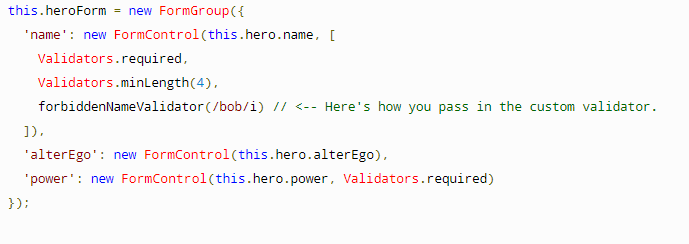 this.heroForm = new FormGroup({
  'name': new FormControl(this.hero.name, [
    Validators.required,
    Validators.minLength(4),
    forbiddenNameValidator(/bob/i) // <-- Here's how you pass in the custom validator.
  ]),
  'alterEgo': new FormControl(this.hero.alterEgo),
  'power': new FormControl(this.hero.power, Validators.required)
});